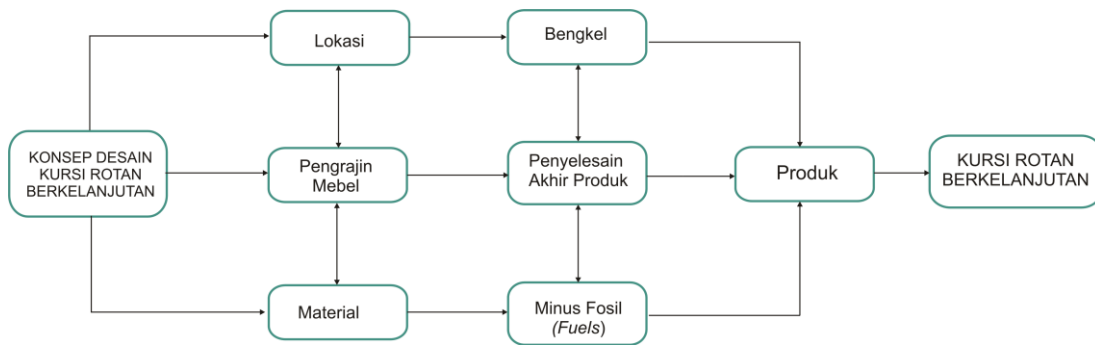 Lokasi
Bengkel
KONSEP DESAIN
KURSI ROTAN
BERKELANJUTAN
Pengrajin
Mebel
Penyelesain
Akhir Produk
Produk
KURSI ROTAN
BERKELANJUTAN
Material
Minus Fosil
(Fuels)